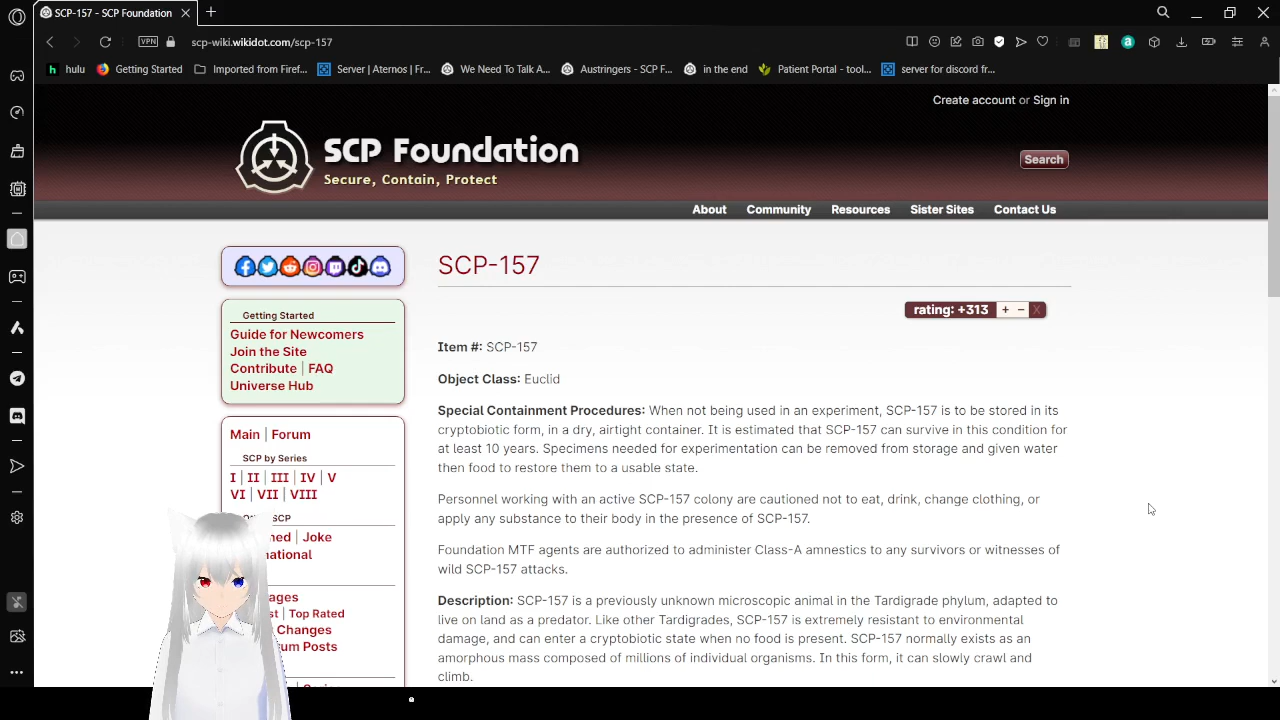 SCP-157 - SCP Foundation
VPN scp-wiki.wikidot.com/scp-157
hulu Getting Started Imported from Firef... Server | Aternos | Fr... We Need To Talk A... Austringers - SCP F... in the end Patient Portal - tool... server for discord fr...
Create account or Sign in
SCP Foundation
Secure, Contain, Protect
Search
About Community Resources Sister Sites Contact Us
SCP-157
rating: +313 + − X
Getting Started
Guide for Newcomers
Join the Site
Contribute | FAQ
Universe Hub
Main | Forum
SCP by Series
I | II | III | IV | V
VI | VII | VIII
SCP
Joke
Top Rated
Changes
Item #: SCP-157
Object Class: Euclid
Special Containment Procedures: When not being used in an experiment, SCP-157 is to be stored in its
cryptobiotic form, in a dry, airtight container. It is estimated that SCP-157 can survive in this condition for
at least 10 years. Specimens needed for experimentation can be removed from storage and given water
then food to restore them to a usable state.
Personnel working with an active SCP-157 colony are cautioned not to eat, drink, change clothing, or
apply any substance to their body in the presence of SCP-157.
Foundation MTF agents are authorized to administer Class-A amnestics to any survivors or witnesses of
wild SCP-157 attacks.
Description: SCP-157 is a previously unknown microscopic animal in the Tardigrade phylum, adapted to
live on land as a predator. Like other Tardigrades, SCP-157 is extremely resistant to environmental
damage, and can enter a cryptobiotic state when no food is present. SCP-157 normally exists as an
amorphous mass composed of millions of individual organisms. In this form, it can slowly crawl and
climb.